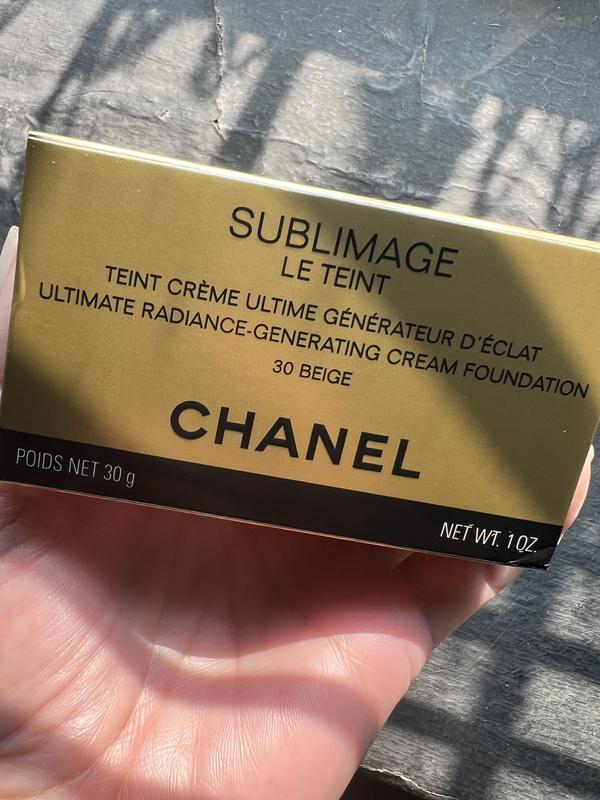 SUBLIMAGE
LE TEINT
TEINT CRÈME ULTIME GÉNÉRATEUR D'ÉCLAT
ULTIMATE RADIANCE-GENERATING CREAM FOUNDATION
30 BEIGE
CHANEL
POIDS NET 30 g
NET WT. 1 OZ.